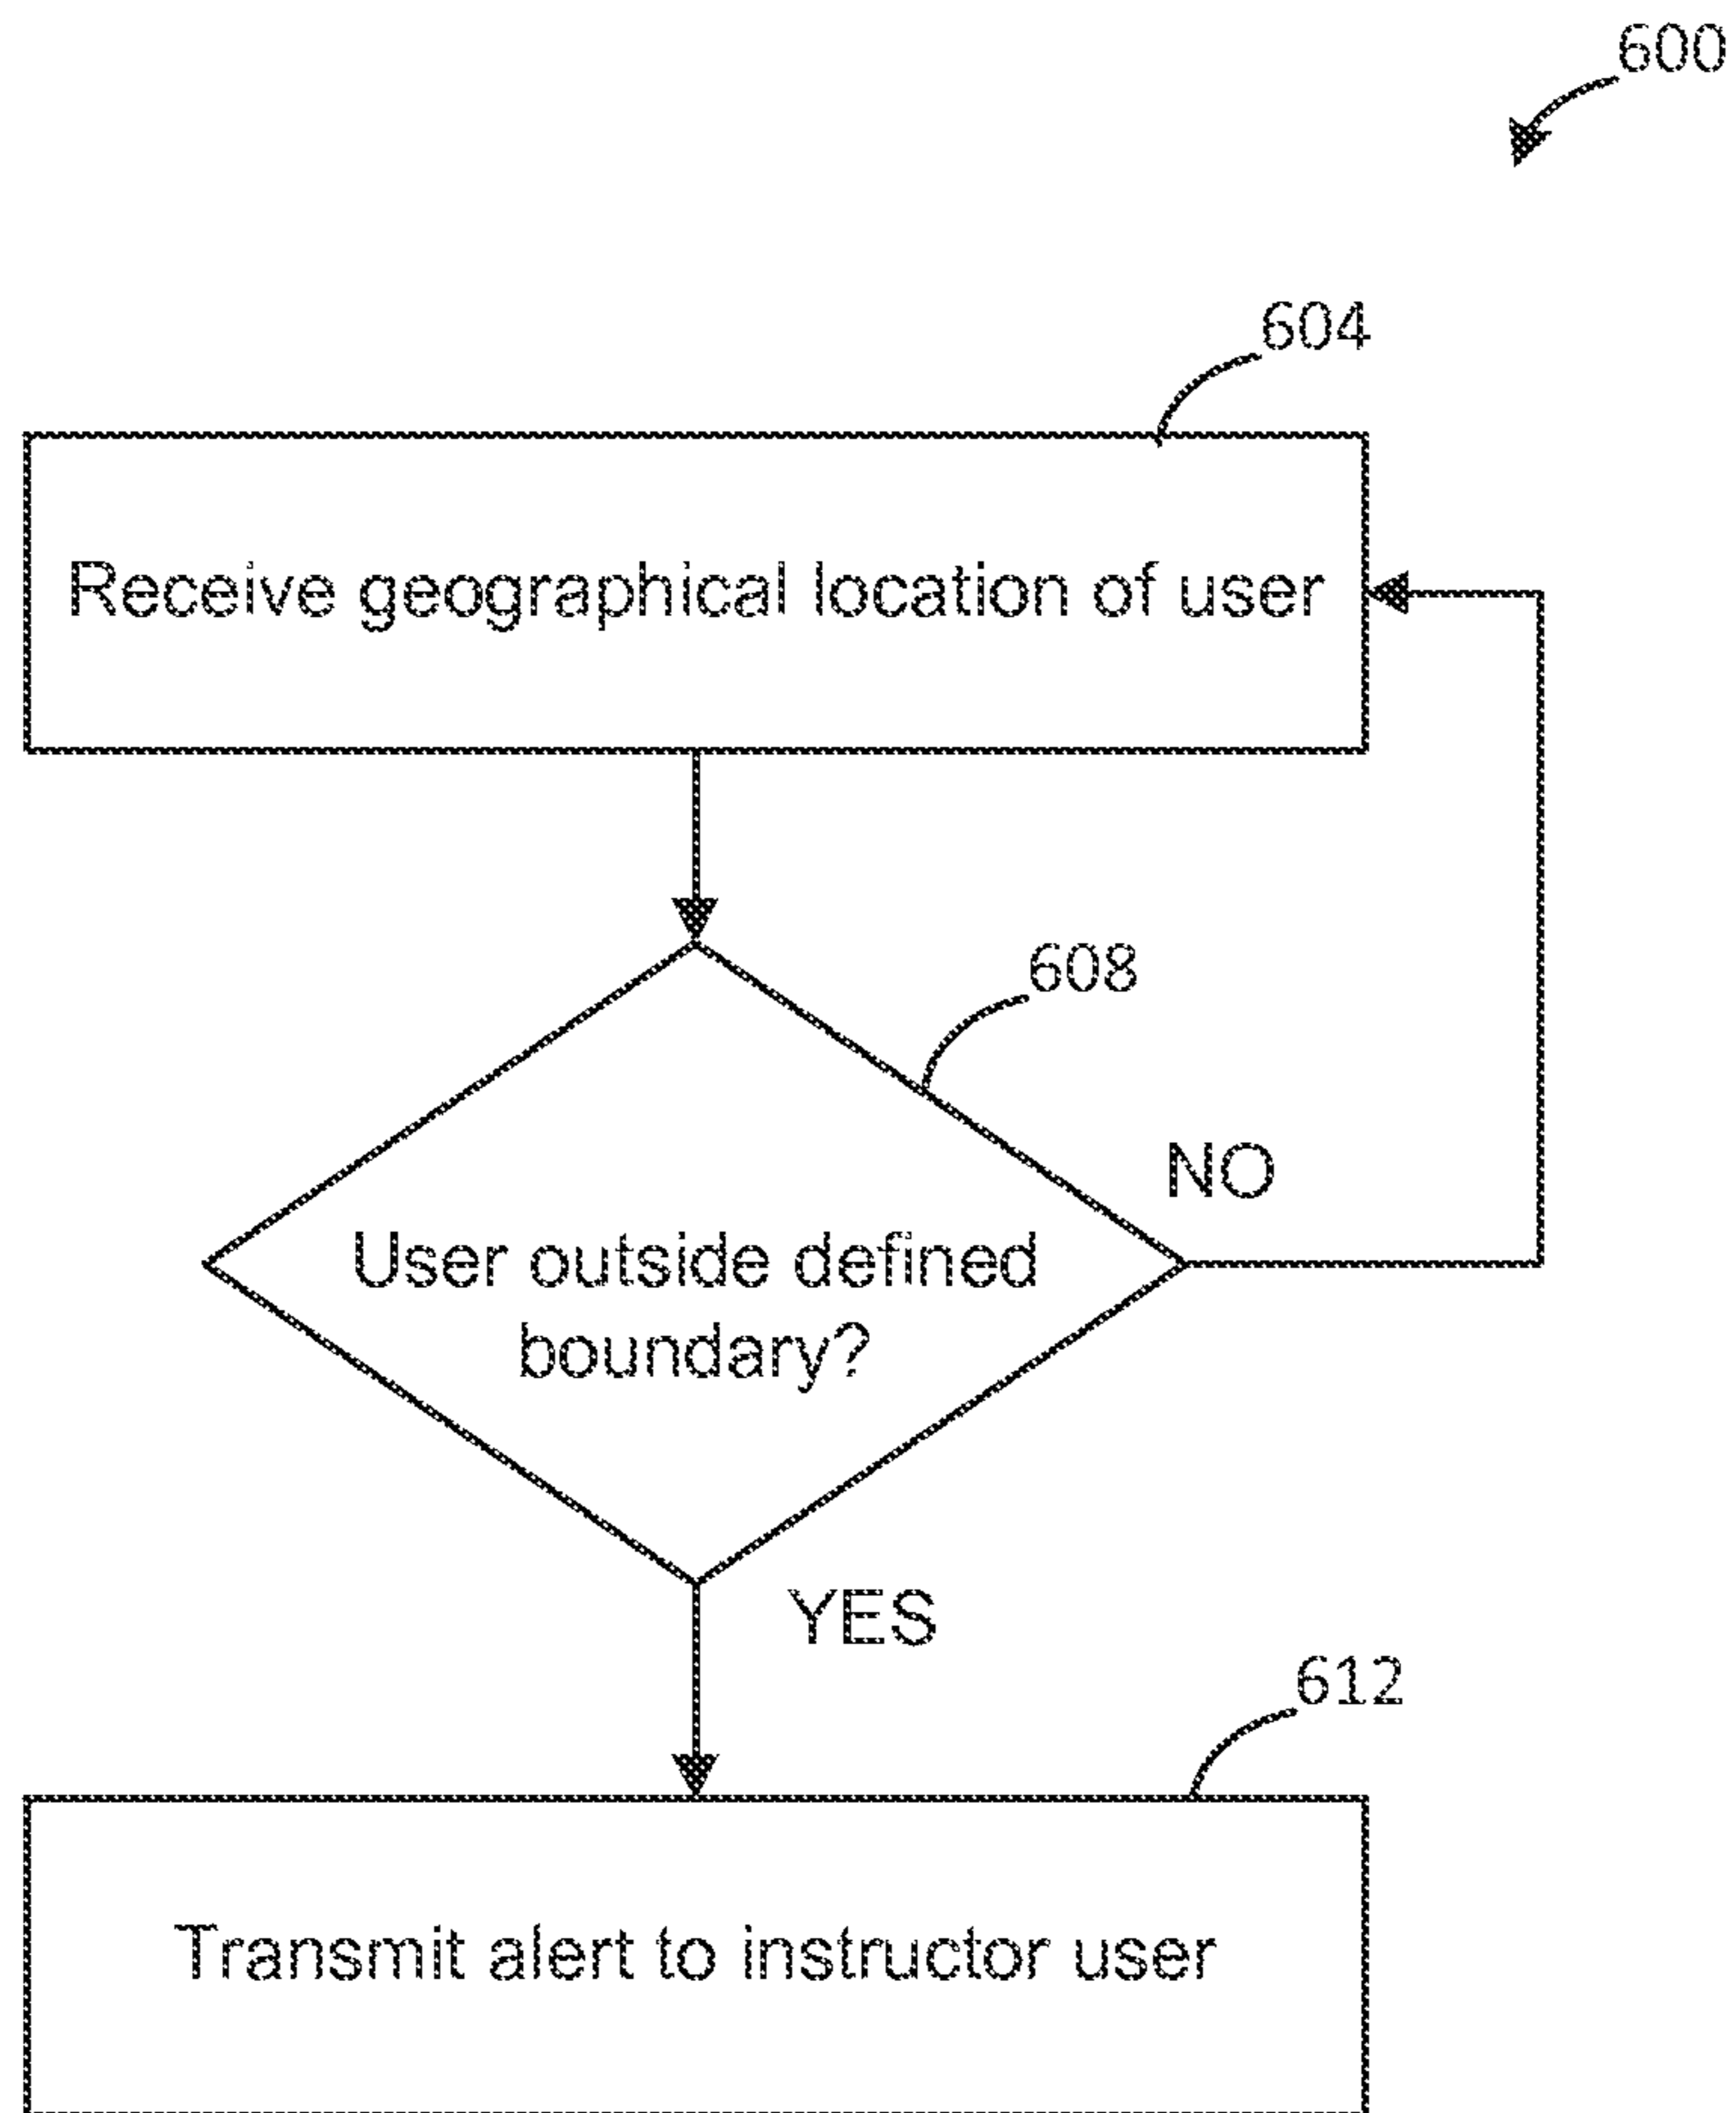 600
604
Receive geographical location of user
608
NO
User outside defined
boundary?
YES
612
Transmit alert to instructor user